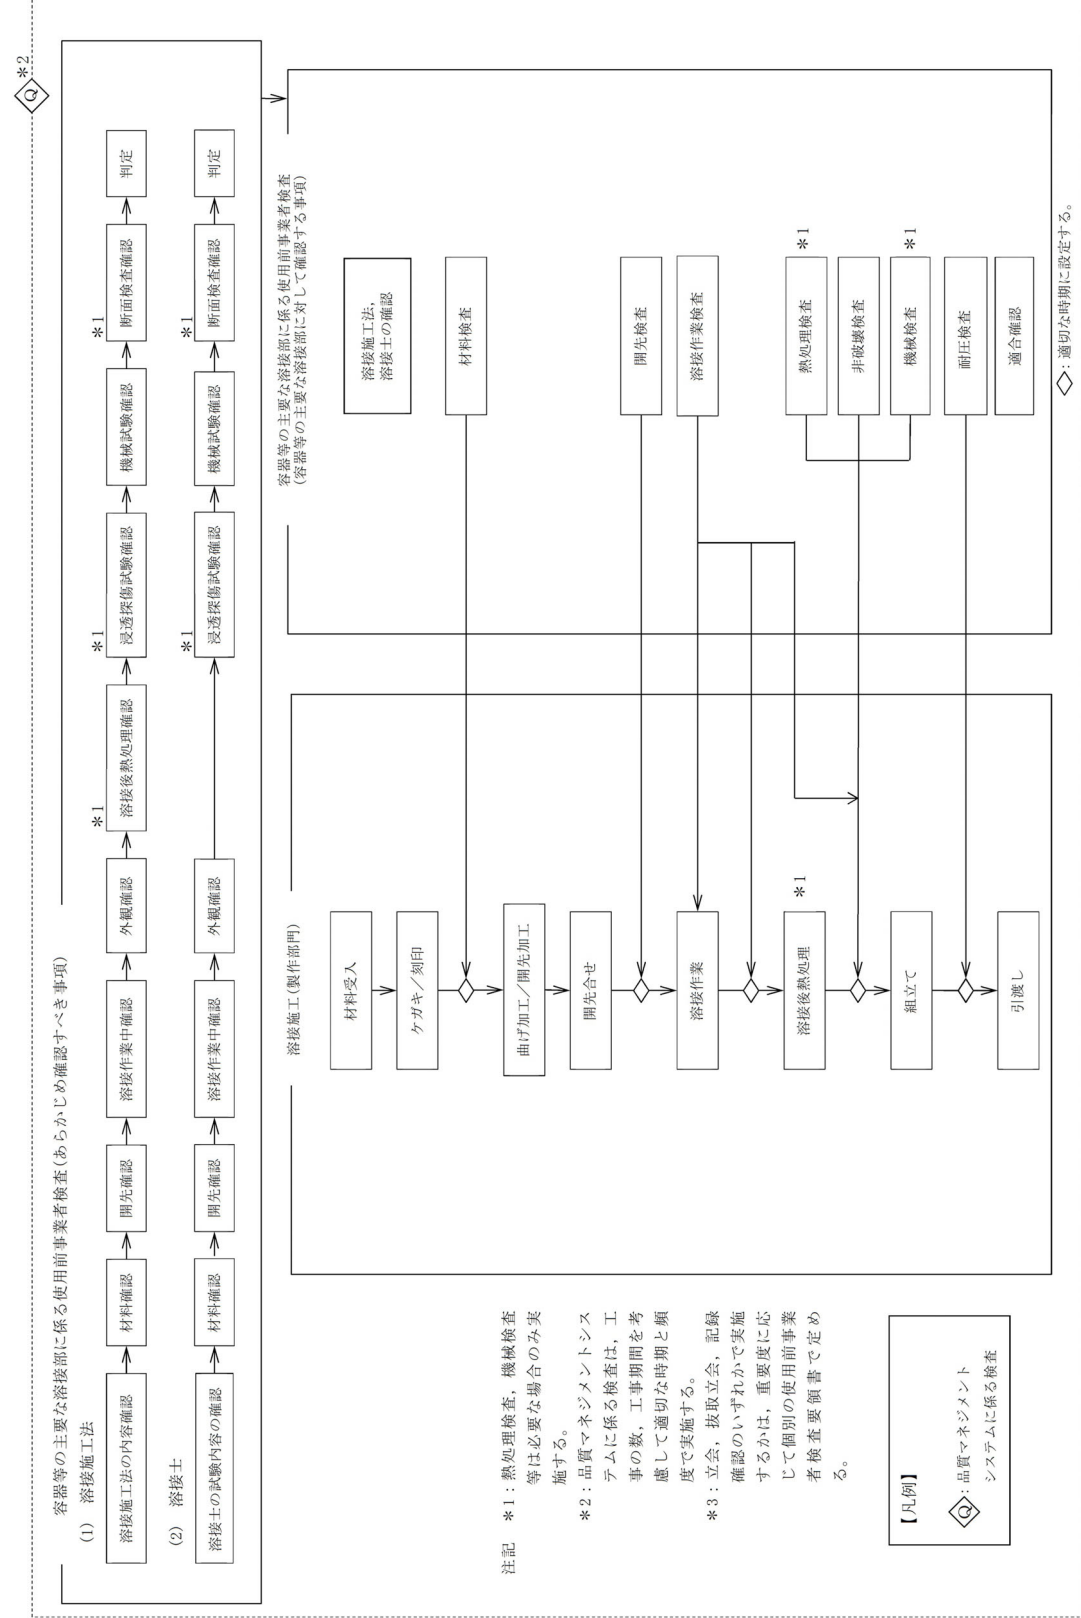 容器等の主要な溶接部に係る使用前事業者検査(あらかじめ確認すべき事項)
(1) 溶接施工法
溶接施工法の内容確認
材料確認
開先確認
溶接作業中確認
外観確認
*1
溶接後熱処理確認
*1
浸透探傷試験確認
機械試験確認
*1
断面検査確認
判定
Q
*2
(2) 溶接士
溶接士の試験内容の確認
材料確認
開先確認
溶接作業中確認
外観確認
*1
浸透探傷試験確認
機械試験確認
*1
断面検査確認
判定
溶接施工(製作部門)
材料受入
ケガキ／刻印
曲げ加工／開先加工
開先合せ
溶接作業
溶接後熱処理
*1
組立て
引渡し
容器等の主要な溶接部に係る使用前事業者検査
(容器等の主要な溶接部に対して確認する事項)
溶接施工法,
溶接士の確認
材料検査
開先検査
溶接作業検査
熱処理検査
*1
非破壊検査
機械検査
*1
耐圧検査
適合確認
◇：適切な時期に設定する。
注記 *1：熱処理検査，機械検査
等は必要な場合のみ実
施する。
*2：品質マネジメントシス
テムに係る検査は，工
事の数，工事期間を考
慮して適切な時期と頻
度で実施する。
*3：立会，抜取立会，記録
確認のいずれかで実施
するかは，重要度に応
じて個別の使用前事業
者検査要領書で定め
る。
【凡例】
Q：品質マネジメント
システムに係る検査